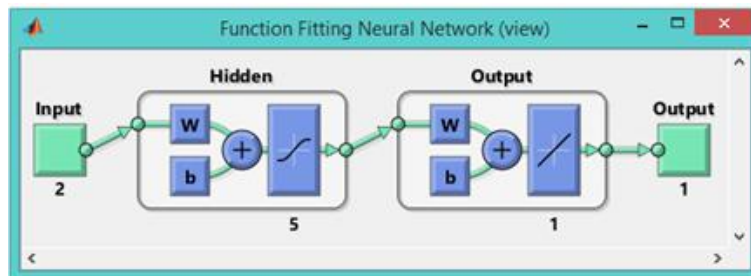 Function Fitting Neural Network (view)
Hidden
Output
Input
W
b
+
W
b
+
Output
2
5
1
1